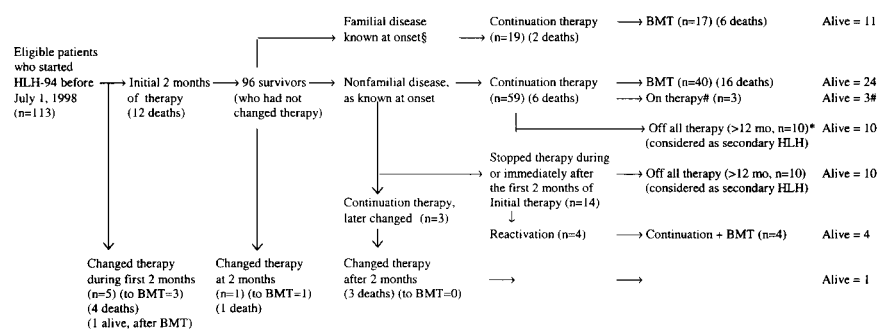 Eligible patients
who started
HLH-94 before
July 1, 1998
(n=113)
Initial 2 months
of therapy
(12 deaths)
96 survivors
(who had not
changed therapy)
Familial disease
known at onset§
Continuation therapy
(n=19) (2 deaths)
BMT (n=17) (6 deaths)
Alive = 11
Nonfamilial disease,
as known at onset
Continuation therapy
(n=59) (6 deaths)
BMT (n=40) (16 deaths)
Alive = 24
On therapy# (n=3)
Alive = 3#
Off all therapy (>12 mo, n=10)*
(considered as secondary HLH)
Alive = 10
Stopped therapy during
or immediately after
the first 2 months of
Initial therapy (n=14)
Off all therapy (>12 mo, n=10)
(considered as secondary HLH)
Alive = 10
Continuation therapy,
later changed (n=3)
Reactivation (n=4)
Continuation + BMT (n=4)
Alive = 4
Changed therapy
during first 2 months
(n=5) (to BMT=3)
(4 deaths)
(1 alive, after BMT)
Changed therapy
at 2 months
(n=1) (to BMT=1)
(1 death)
Changed therapy
after 2 months
(3 deaths) (to BMT=0)
Alive = 1